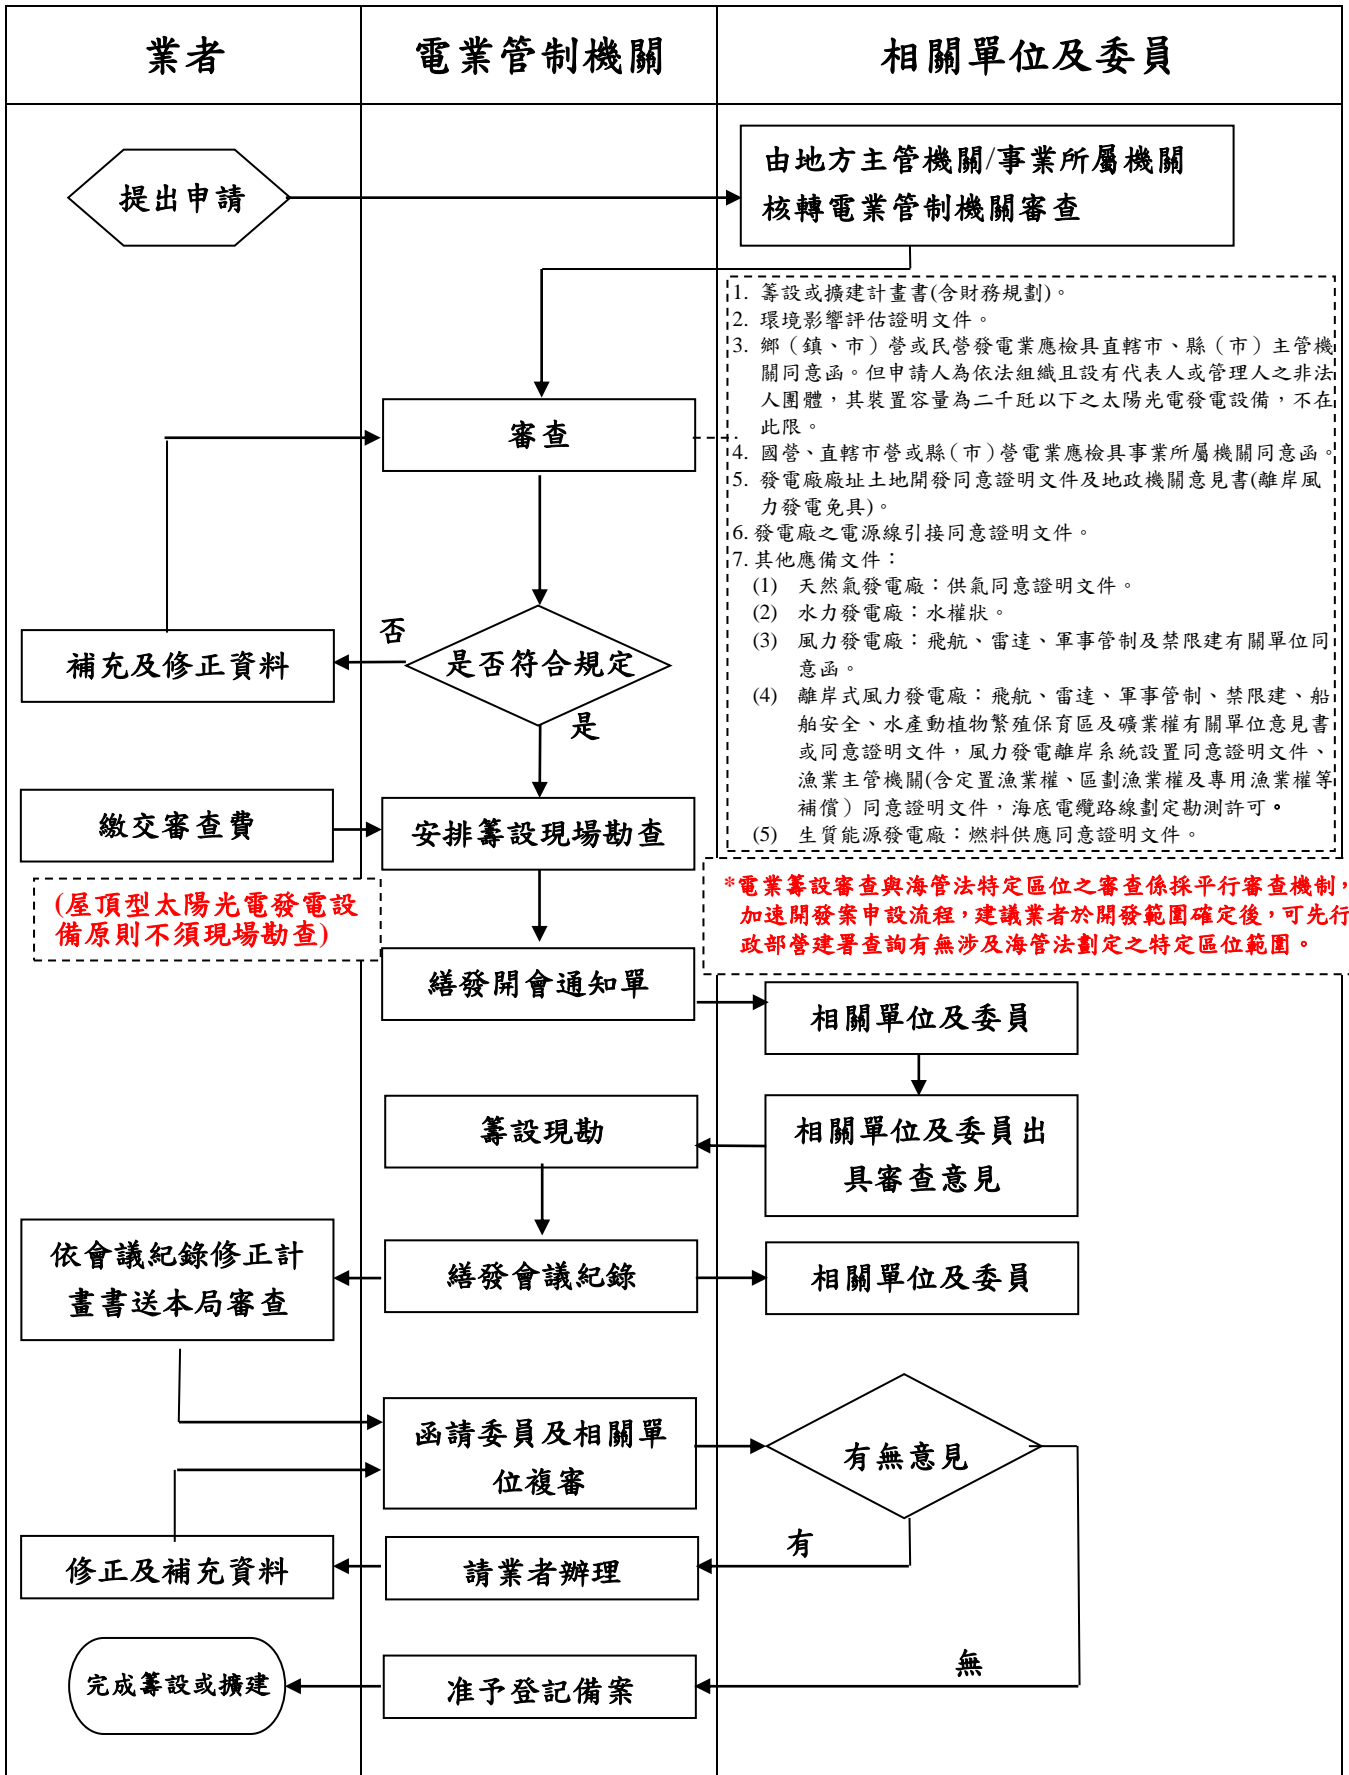 業者
電業管制機關
相關單位及委員
提出申請
由地方主管機關/事業所屬機關
核轉電業管制機關審查
1. 籌設或擴建計畫書(含財務規劃)。
2. 環境影響評估證明文件。
3. 鄉（鎮、市）營或民營發電業應檢具直轄市、縣（市）主管機
關同意函。但申請人為依法組織且設有代表人或管理人之非法
人團體，其裝置容量為二千瓩以下之太陽光電發電設備，不在
此限。
4. 國營、直轄市營或縣（市）營電業應檢具事業所屬機關同意函。
5. 發電廠廠址土地開發同意證明文件及地政機關意見書(離岸風
力發電免具)。
6. 發電廠之電源線引接同意證明文件。
7. 其他應備文件：
(1) 天然氣發電廠：供氣同意證明文件。
(2) 水力發電廠：水權狀。
(3) 風力發電廠：飛航、雷達、軍事管制及禁限建有關單位同
意函。
(4) 離岸式風力發電廠：飛航、雷達、軍事管制、禁限建、船
舶安全、水產動植物繁殖保育區及礦業權有關單位意見書
或同意證明文件，風力發電離岸系統設置同意證明文件、
漁業主管機關(含定置漁業權、區劃漁業權及專用漁業權等
補償）同意證明文件，海底電纜路線劃定勘測許可。
(5) 生質能源發電廠：燃料供應同意證明文件。
審查
否
補充及修正資料
是否符合規定
是
繳交審查費
安排籌設現場勘查
(屋頂型太陽光電發電設
備原則不須現場勘查)
*電業籌設審查與海管法特定區位之審查係採平行審查機制，
加速開發案申設流程，建議業者於開發範圍確定後，可先行
政部營建署查詢有無涉及海管法劃定之特定區位範圍。
繕發開會通知單
相關單位及委員
籌設現勘
相關單位及委員出
具審查意見
依會議紀錄修正計
畫書送本局審查
繕發會議紀錄
相關單位及委員
函請委員及相關單
位複審
有無意見
有
修正及補充資料
請業者辦理
無
完成籌設或擴建
准予登記備案